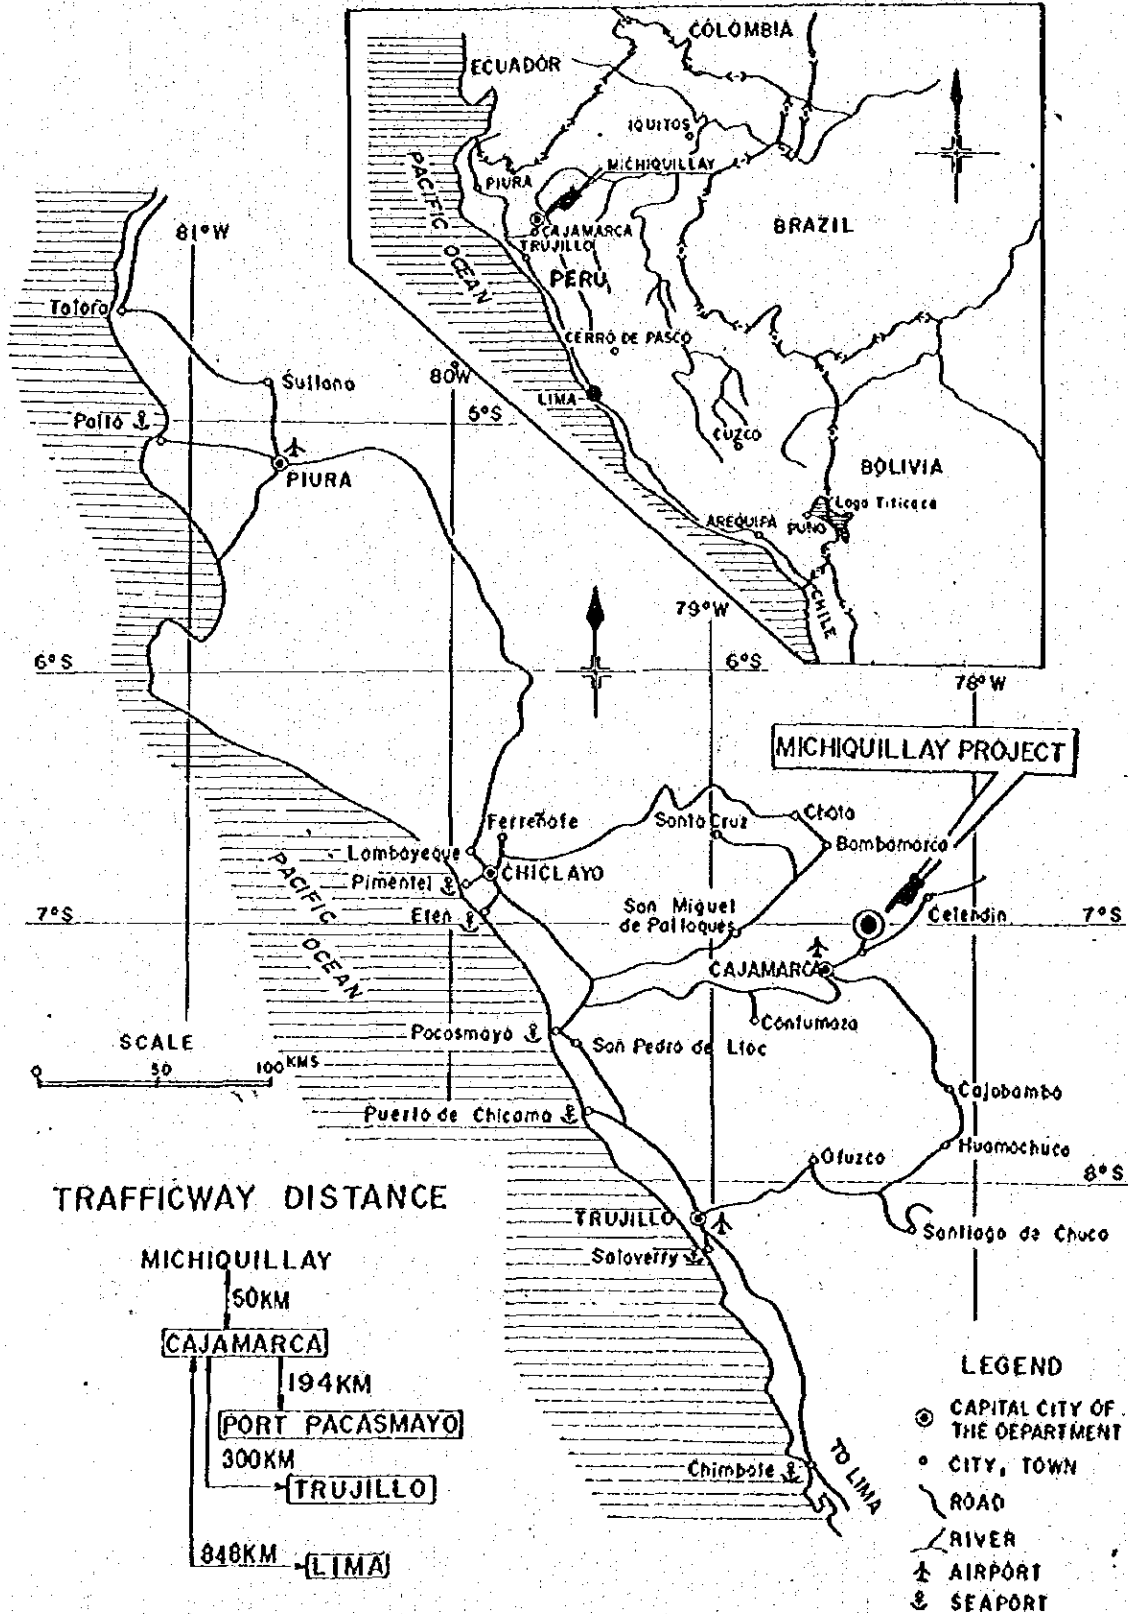 COLOMBIA
ECUADOR
IQUITOS
MICHIQUILLAY
PIURA
PACIFIC OCEAN
CAJAMARCA
TRUJILLO
BRAZIL
PERU
CERRO DE PASCO
LIMA
CUZCO
BOLIVIA
Lago Titicaca
AREQUIPA
PUNO
CHILE
81°W
80W
5°S
79°W
6°S
6°S
78°W
Sullana
PIURA
MICHIQUILLAY PROJECT
Ferreñafe
Santa Cruz
Chota
Bambamarca
Lambayeque
CHICLAYO
Pimentel
Eten
San Miguel
de Pallaques
Celendin
7°S
7°S
PACIFIC OCEAN
CAJAMARCA
Contumaza
Pacasmayo
San Pedro de Lloc
SCALE
0 50 100 KMS
Cajabamba
Puerto de Chicama
Huamachuco
Otuzco
8°S
TRAFFICWAY DISTANCE
TRUJILLO
Santiago de Chuco
Salaverry
MICHIQUILLAY
50KM
CAJAMARCA
194KM
PORT PACASMAYO
300KM
TRUJILLO
848KM
LIMA
Chimbote
TO LIMA
LEGEND
CAPITAL CITY OF
THE DEPARTMENT
CITY, TOWN
ROAD
RIVER
AIRPORT
SEAPORT